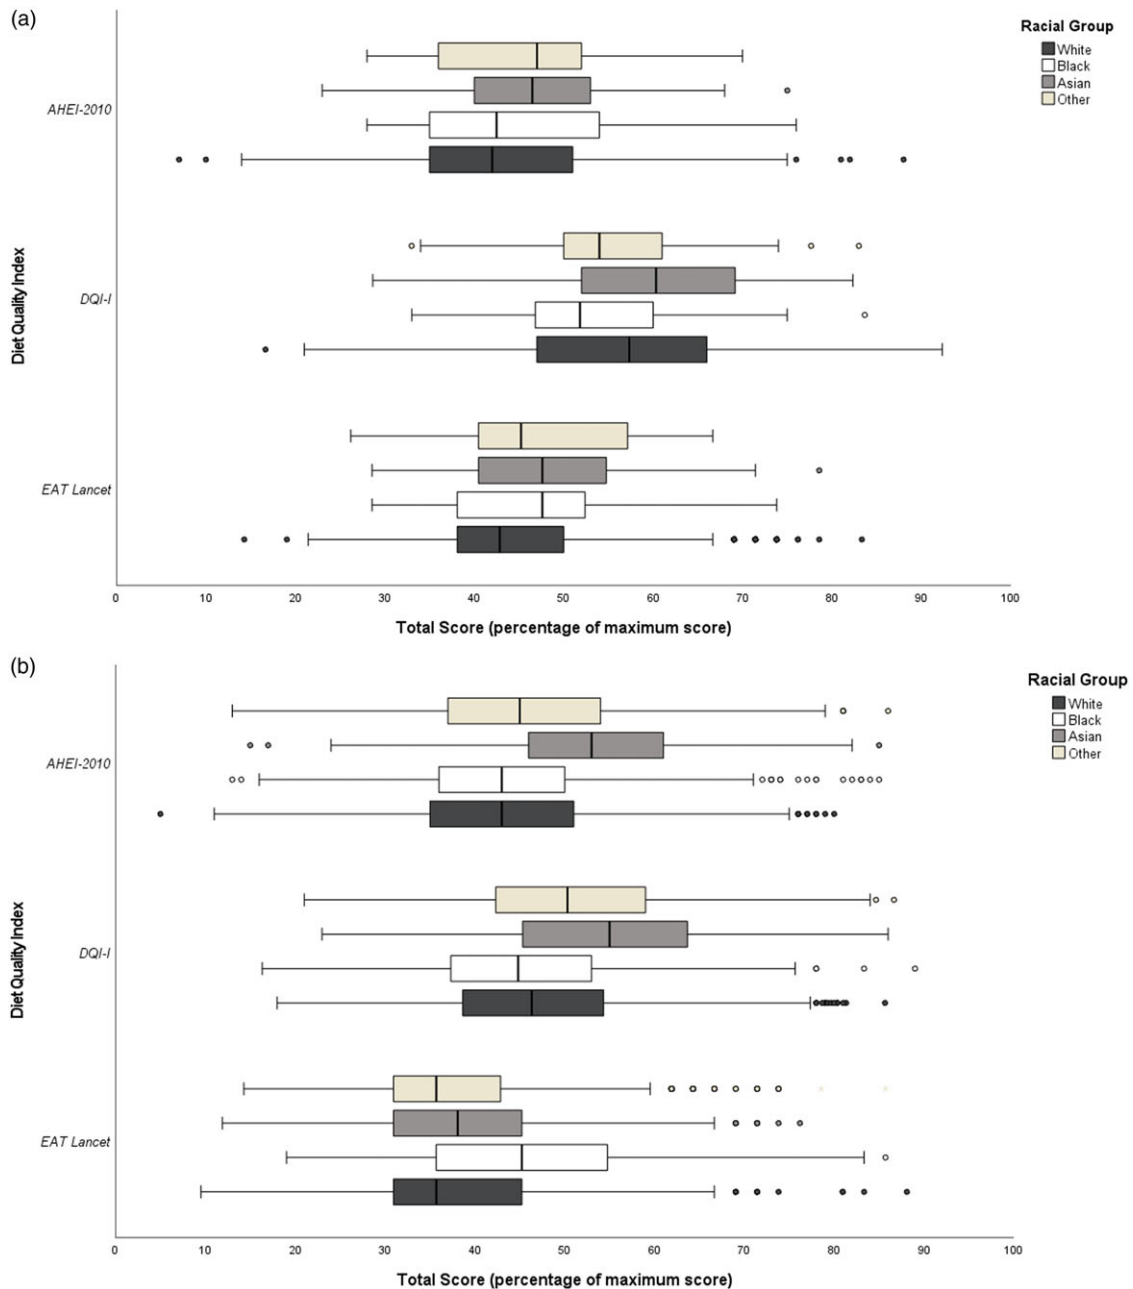 (a)
Racial Group
White
Black
Asian
Other
AHEI-2010
DQI-I
EAT Lancet
Diet Quality Index
0 10 20 30 40 50 60 70 80 90 100
Total Score (percentage of maximum score)
(b)
Racial Group
White
Black
Asian
Other
AHEI-2010
DQI-I
EAT Lancet
Diet Quality Index
0 10 20 30 40 50 60 70 80 90 100
Total Score (percentage of maximum score)